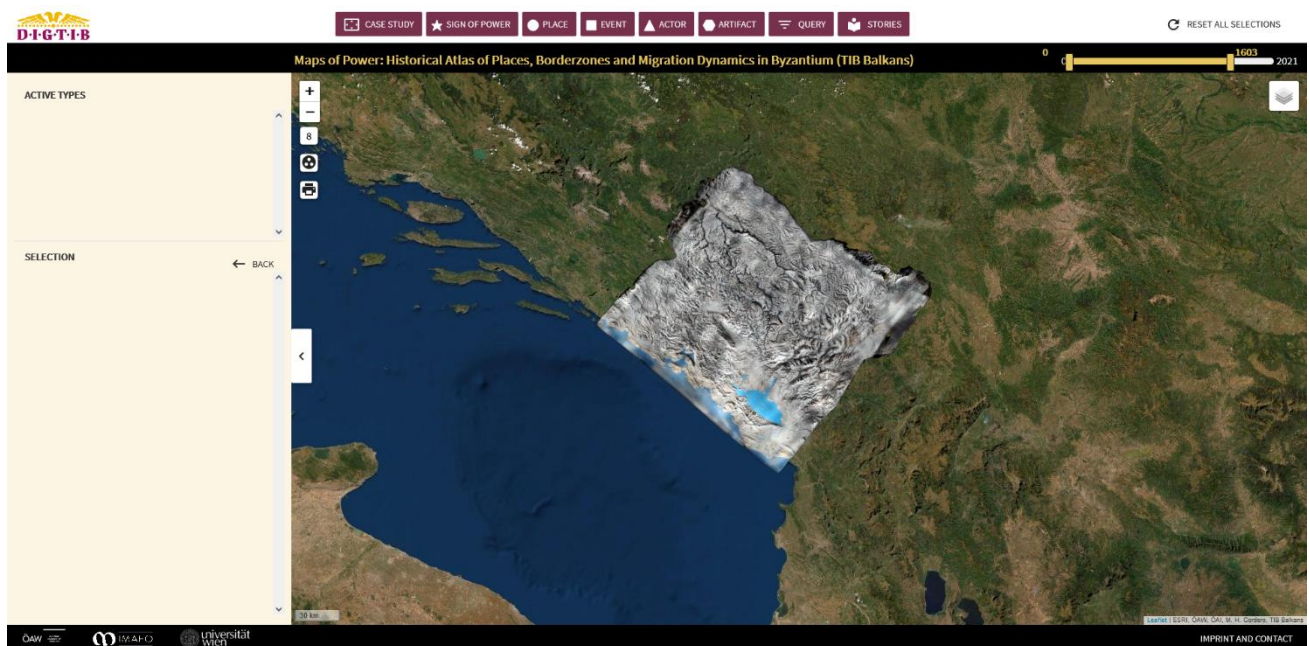 D·I·G·T·I·B
CASE STUDY
SIGN OF POWER
PLACE
EVENT
ACTOR
ARTIFACT
QUERY
STORIES
RESET ALL SELECTIONS
Maps of Power: Historical Atlas of Places, Borderzones and Migration Dynamics in Byzantium (TIB Balkans)
0 1603
0 2021
ACTIVE TYPES
+
−
8
SELECTION
BACK
30 km
Leaflet | ESRI, ÖAW, ÖAI, M. H. Cordero, TIB Balkans
ÖAW
IMAFO
universität
wien
IMPRINT AND CONTACT